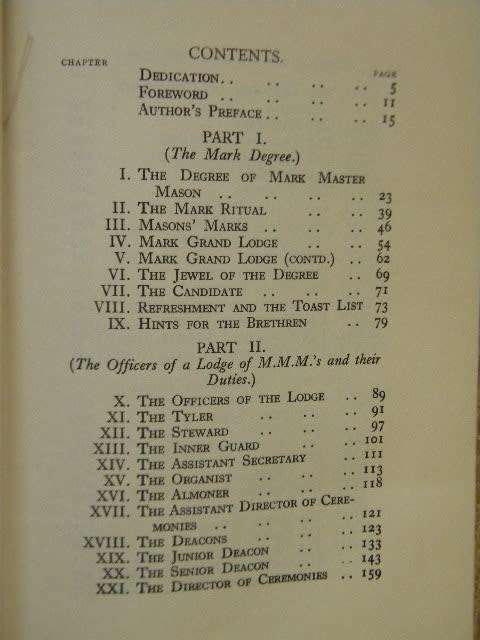 CONTENTS.
CHAPTER PAGE
DEDICATION.. .. .. .. 5
FOREWORD .. .. .. .. 11
AUTHOR'S PREFACE.. .. .. 15
PART I.
(The Mark Degree.)
I. THE DEGREE OF MARK MASTER
MASON .. .. .. .. 23
II. THE MARK RITUAL .. .. 39
III. MASONS' MARKS .. .. .. 46
IV. MARK GRAND LODGE .. .. 54
V. MARK GRAND LODGE (CONTD.) .. 62
VI. THE JEWEL OF THE DEGREE .. 69
VII. THE CANDIDATE .. .. .. 71
VIII. REFRESHMENT AND THE TOAST LIST 73
IX. HINTS FOR THE BRETHREN .. 79
PART II.
(The Officers of a Lodge of M.M.M.'s and their
Duties.)
X. THE OFFICERS OF THE LODGE .. 89
XI. THE TYLER .. .. .. 91
XII. THE STEWARD .. .. .. 97
XIII. THE INNER GUARD .. .. 101
XIV. THE ASSISTANT SECRETARY .. 111
XV. THE ORGANIST .. .. .. 113
XVI. THE ALMONER .. .. .. 118
XVII. THE ASSISTANT DIRECTOR OF CERE-
MONIES .. .. .. .. 121
XVIII. THE DEACONS .. .. .. 123
XIX. THE JUNIOR DEACON .. .. 133
XX. THE SENIOR DEACON .. .. 143
XXI. THE DIRECTOR OF CEREMONIES .. 159